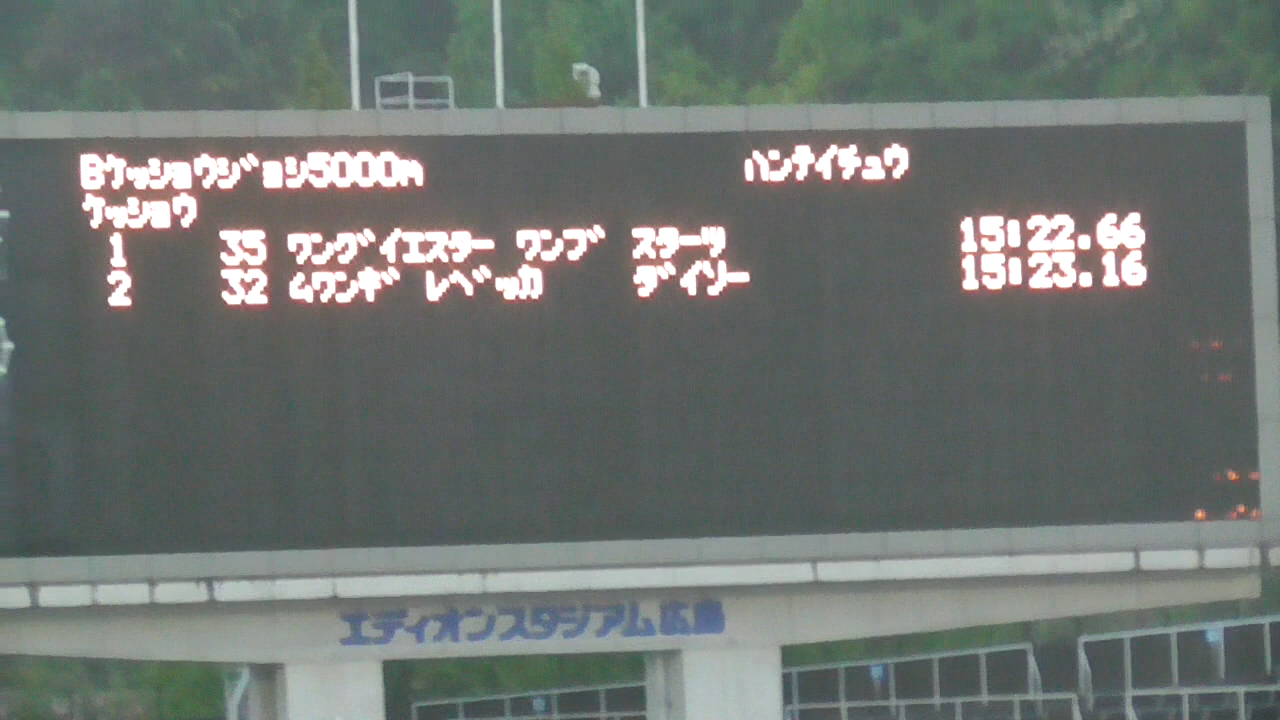 Bケッショウジョシ5000m ハンテイチュウ
ケッショウ
1 35 ワングイエスター ワンブ スターツ 15:22.66
2 32 ムワンギ レベッカ ダイソー 15:23.16
エディオンスタジアム広島